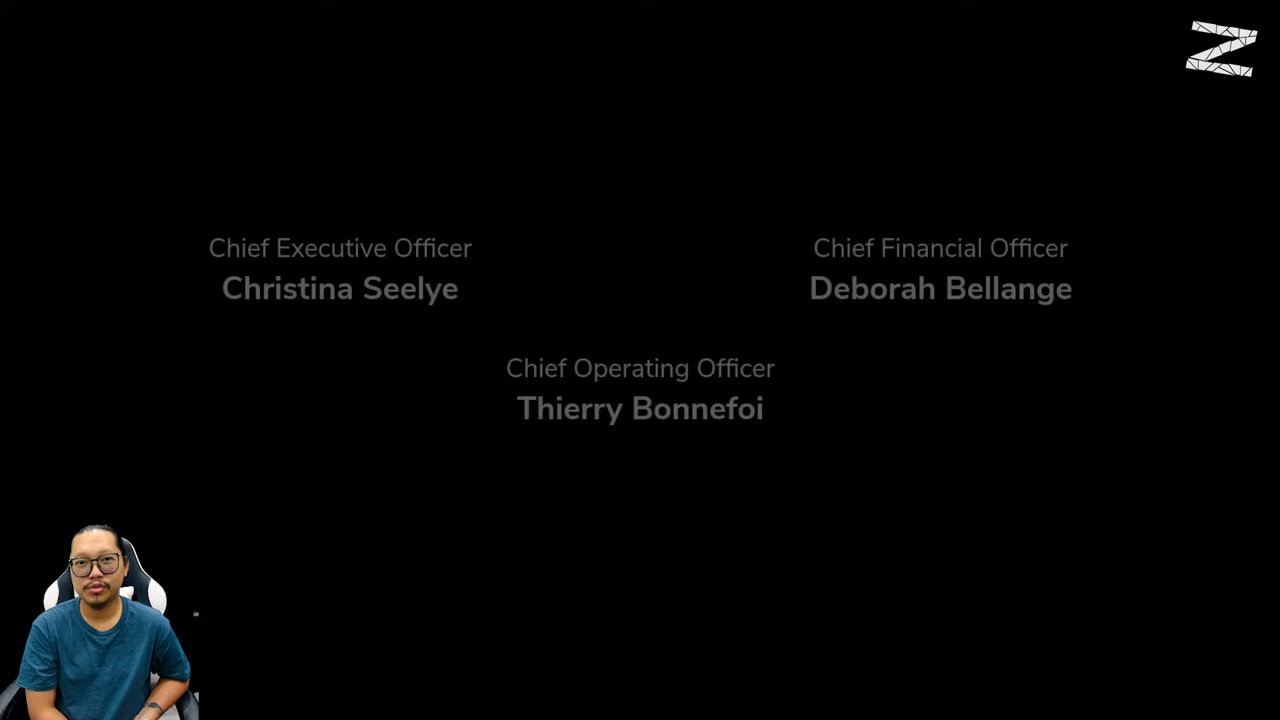 Chief Executive Officer
Christina Seelye
Chief Financial Officer
Deborah Bellange
Chief Operating Officer
Thierry Bonnefoi
Z